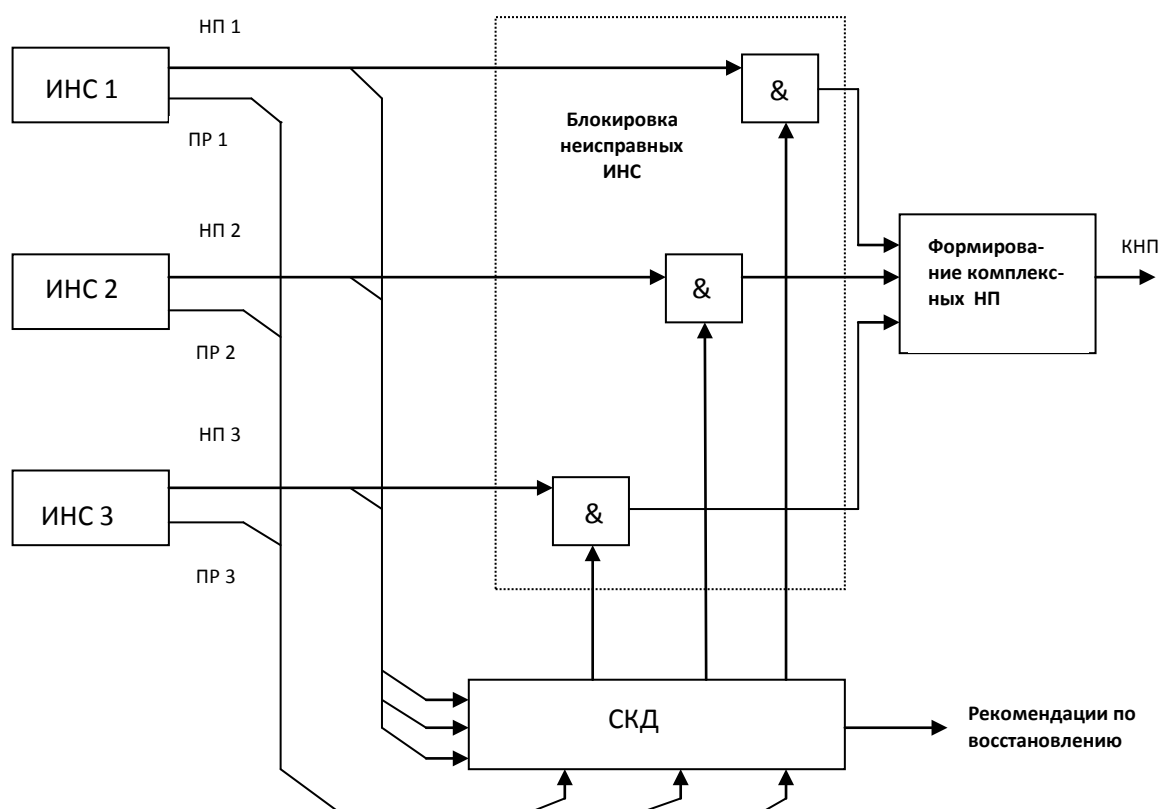 НП 1
ИНС 1
ПР 1
&
Блокировка
неисправных
ИНС
НП 2
ИНС 2
ПР 2
&
Формирова-
ние комплекс-
ных НП
КНП
НП 3
ИНС 3
ПР 3
&
СКД
Рекомендации по
восстановлению